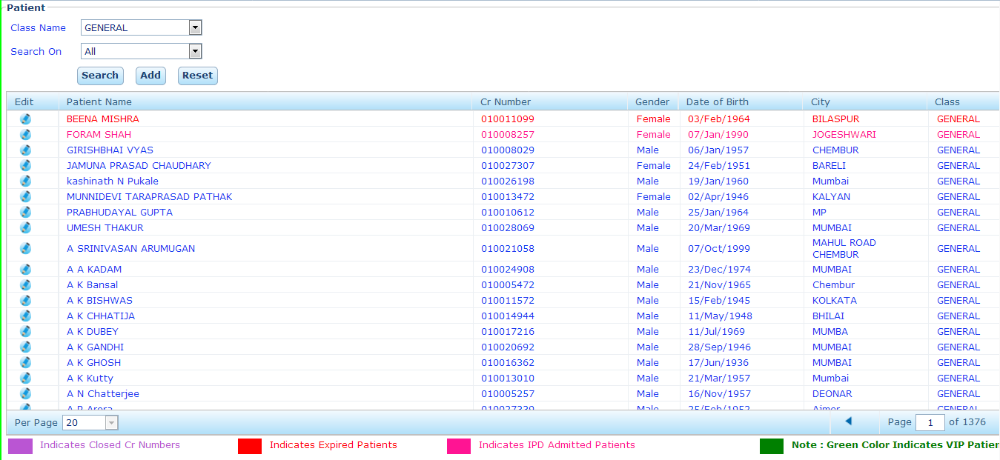 Patient
Class Name GENERAL
Search On All
Search Add Reset
Edit Patient Name Cr Number Gender Date of Birth City Class
BEENA MISHRA 010011099 Female 03/Feb/1964 BILASPUR GENERAL
FORAM SHAH 010008257 Female 07/Jan/1990 JOGESHWARI GENERAL
GIRISHBHAI VYAS 010008029 Male 06/Jan/1957 CHEMBUR GENERAL
JAMUNA PRASAD CHAUDHARY 010027307 Female 24/Feb/1951 BARELI GENERAL
kashinath N Pukale 010026198 Male 19/Jan/1960 Mumbai GENERAL
MUNNIDEVI TARAPRASAD PATHAK 010013472 Female 02/Apr/1946 KALYAN GENERAL
PRABHUDAYAL GUPTA 010010612 Male 25/Jan/1964 MP GENERAL
UMESH THAKUR 010028069 Male 20/Mar/1969 MUMBAI GENERAL
A SRINIVASAN ARUMUGAN 010021058 Male 07/Oct/1999 MAHUL ROAD
CHEMBUR GENERAL
A A KADAM 010024908 Male 23/Dec/1974 MUMBAI GENERAL
A K Bansal 010005472 Male 21/Nov/1965 Chembur GENERAL
A K BISHWAS 010011572 Male 15/Feb/1945 KOLKATA GENERAL
A K CHHATIJA 010014944 Male 11/May/1948 BHILAI GENERAL
A K DUBEY 010017216 Male 11/Jul/1969 MUMBA GENERAL
A K GANDHI 010020692 Male 28/Sep/1946 MUMBAI GENERAL
A K GHOSH 010016362 Male 17/Jun/1936 MUMBAI GENERAL
A K Kutty 010013010 Male 21/Mar/1957 Mumbai GENERAL
A N Chatterjee 010005257 Male 16/Nov/1957 DEONAR GENERAL
Male GENERAL
Per Page 20 Page 1 of 1376
Indicates Closed Cr Numbers Indicates Expired Patients Indicates IPD Admitted Patients Note : Green Color Indicates VIP Patien